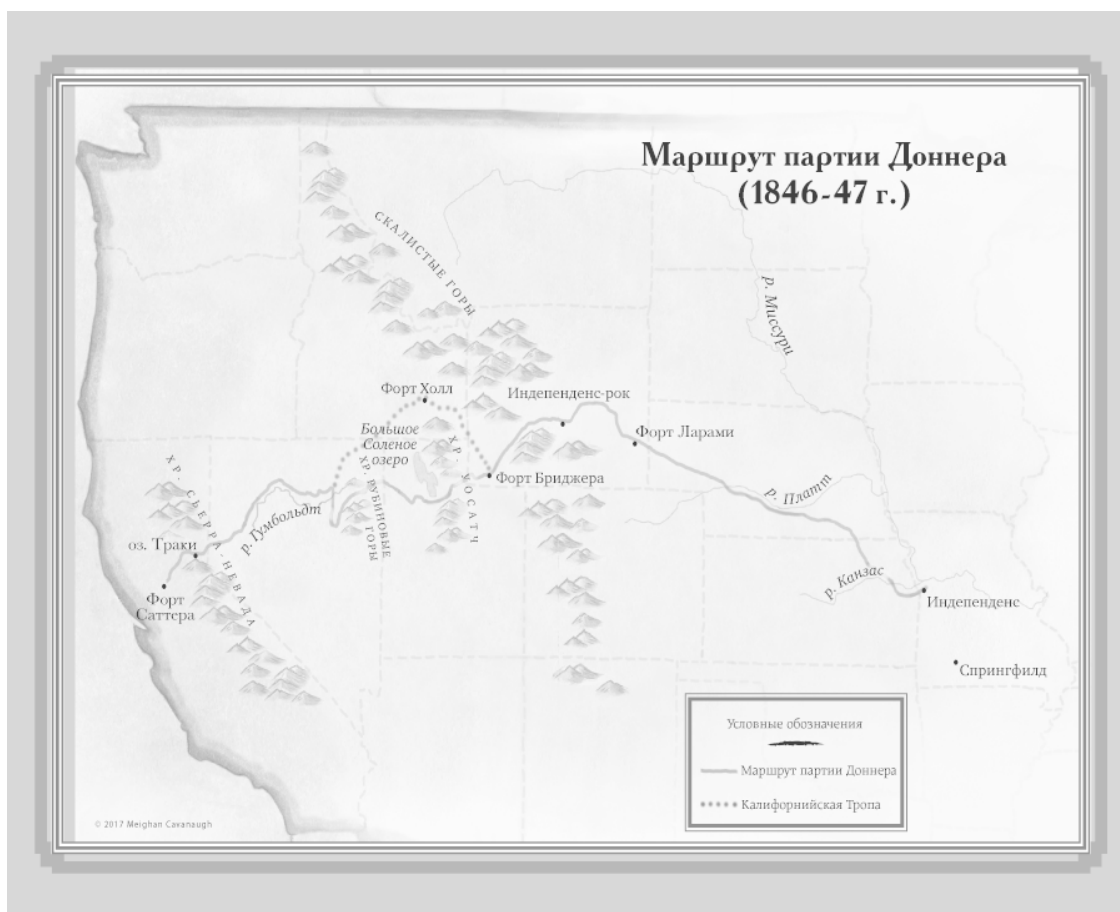 Маршрут партии Доннера
(1846-47 г.)
СКАЛИСТЫЕ ГОРЫ
р. Миссури
Форт Холл
Индепенденс-рок
Большое
Соленое
озеро
Форт Ларами
ХР. УОСАТЧ
Форт Бриджера
ХР. СЬЕРРА-НЕВАДА
ХР. РУБИНОВЫЕ
ГОРЫ
р. Платт
р. Гумбольдт
оз. Траки
р. Канзас
Форт
Саттера
Индепенденс
Спрингфилд
Условные обозначения
Маршрут партии Доннера
Калифорнийская Тропа
© 2017 Meighan Cavanaugh